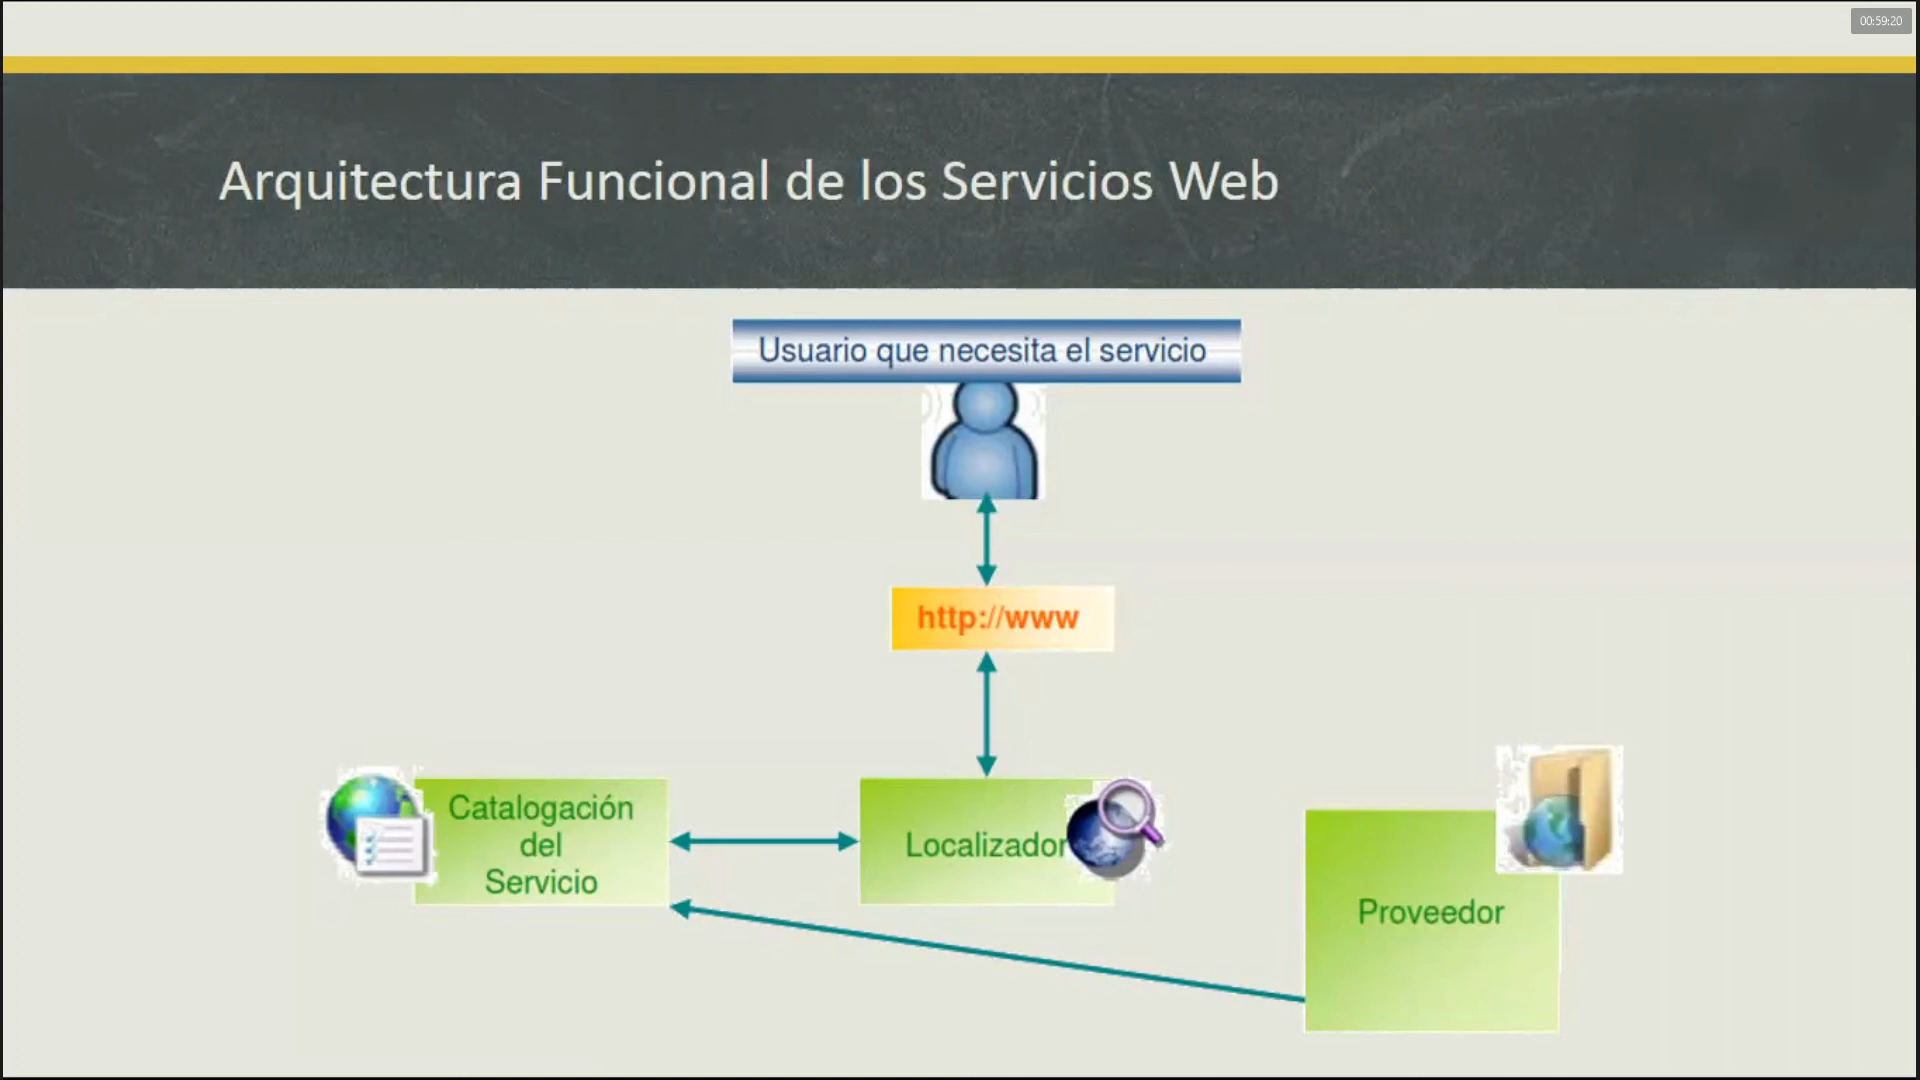 00:59:20
Arquitectura Funcional de los Servicios Web
Usuario que necesita el servicio
http://www
Catalogación
del
Servicio
Localizador
Proveedor